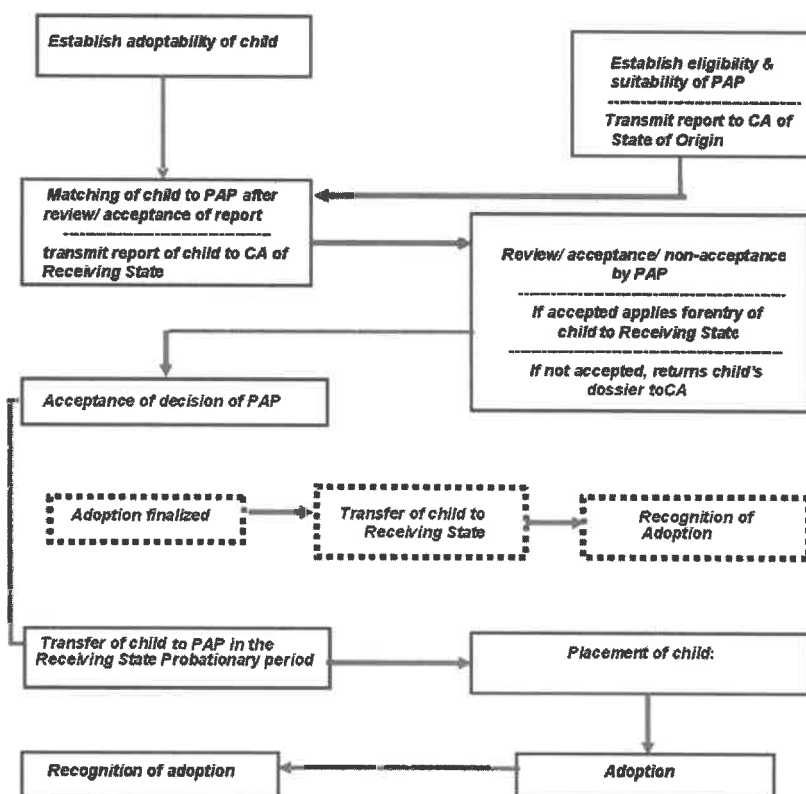 Establish adoptability of child
Establish eligibility &
suitability of PAP
Transmit report to CA of
State of Origin
Matching of child to PAP after
review/ acceptance of report
transmit report of child to CA of
Receiving State
Review/ acceptance/ non-acceptance
by PAP
If accepted applies forentry of
child to Receiving State
If not accepted, returns child's
dossier toCA
Acceptance of decision of PAP
Adoption finalized
Transfer of child to
Receiving State
Recognition of
Adoption
Transfer of child to PAP in the
Receiving State Probationary period
Placement of child:
Adoption
Recognition of adoption